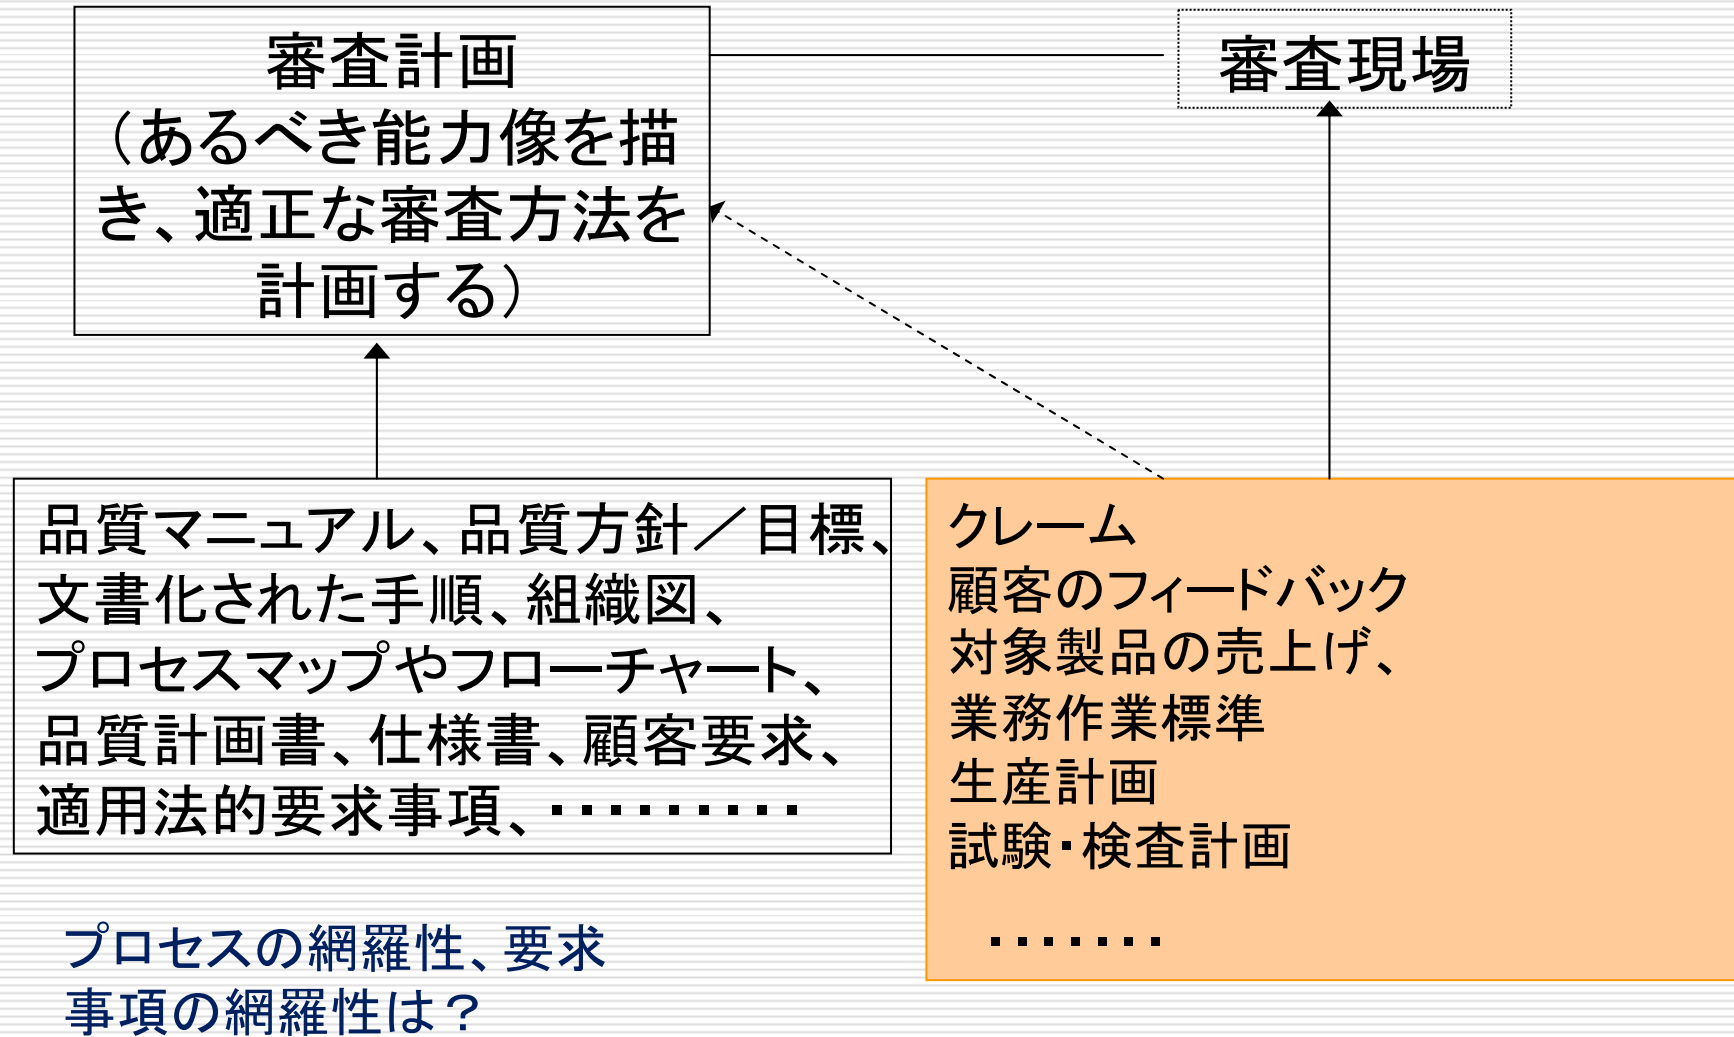 審査計画
（あるべき能力像を描
き、適正な審査方法を
計画する）
審査現場
品質マニュアル、品質方針／目標、
文書化された手順、組織図、
プロセスマップやフローチャート、
品質計画書、仕様書、顧客要求、
適用法的要求事項、・・・・・・・・・
クレーム
顧客のフィードバック
対象製品の売上げ、
業務作業標準
生産計画
試験・検査計画
・・・・・・・
プロセスの網羅性、要求
事項の網羅性は？